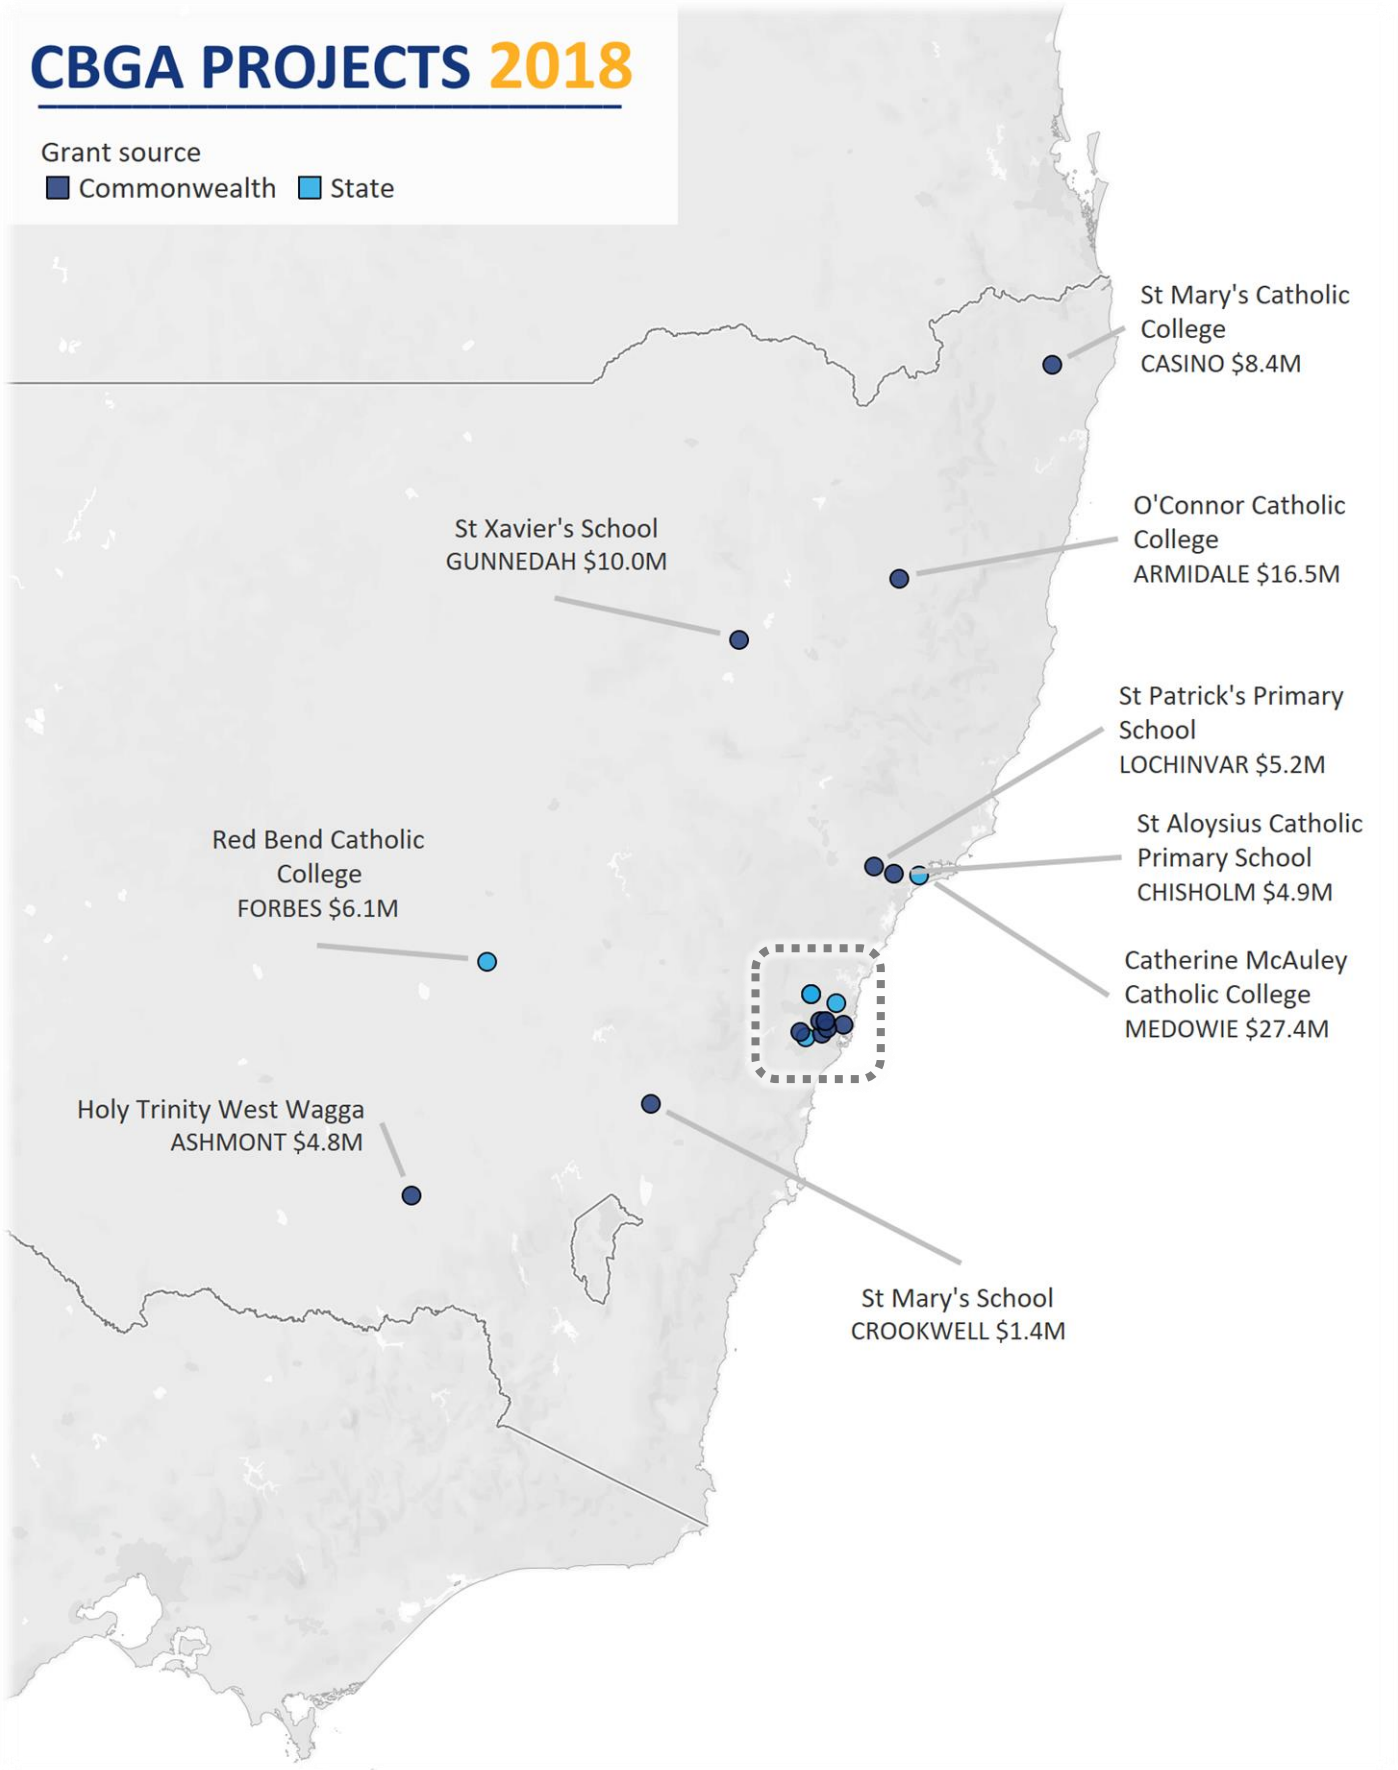 CBGA PROJECTS 2018
Grant source
Commonwealth State
St Mary's Catholic
College
CASINO $8.4M
O'Connor Catholic
College
ARMIDALE $16.5M
St Xavier's School
GUNNEDAH $10.0M
St Patrick's Primary
School
LOCHINVAR $5.2M
St Aloysius Catholic
Primary School
CHISHOLM $4.9M
Red Bend Catholic
College
FORBES $6.1M
Catherine McAuley
Catholic College
MEDOWIE $27.4M
Holy Trinity West Wagga
ASHMONT $4.8M
St Mary's School
CROOKWELL $1.4M